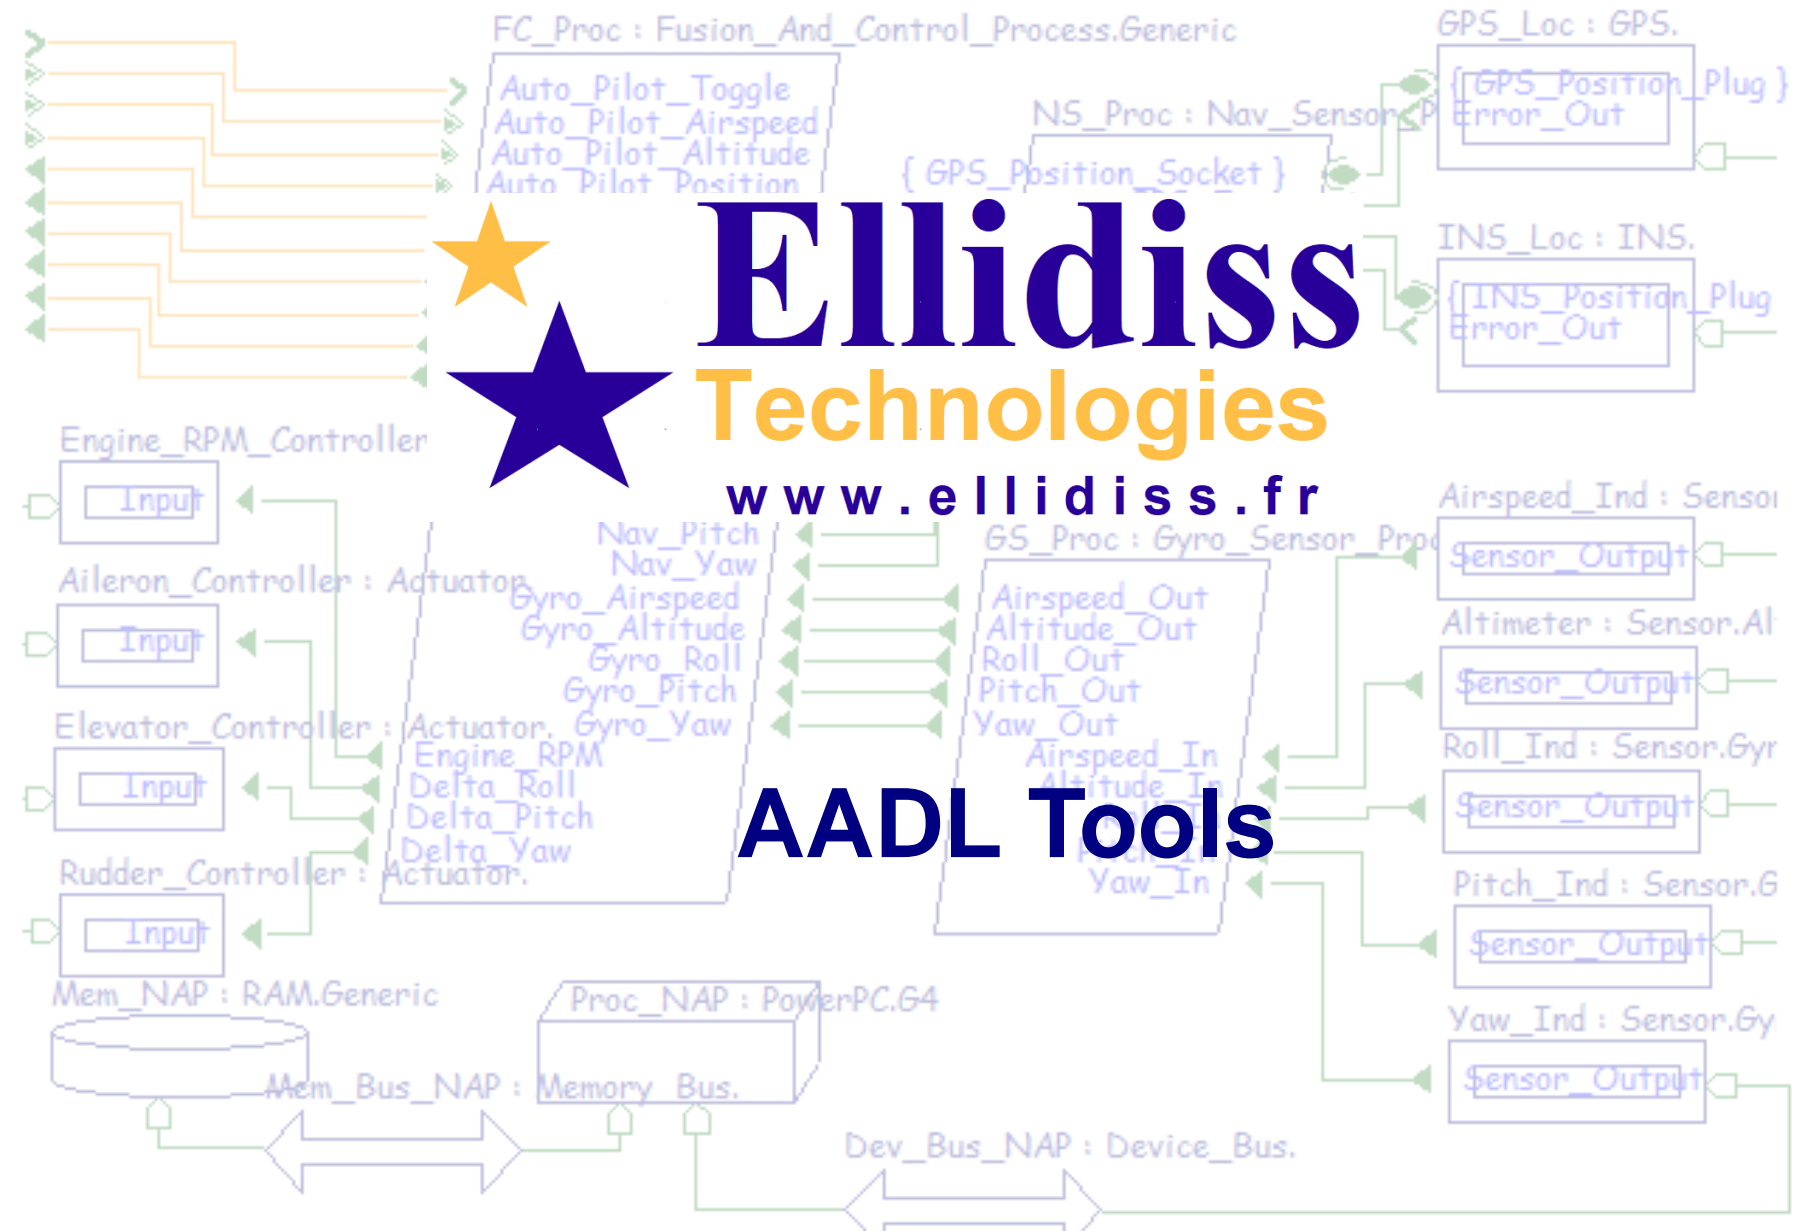 FC_Proc : Fusion_And_Control_Process.Generic
Auto_Pilot_Toggle
Auto_Pilot_Airspeed
Auto_Pilot_Altitude
Auto_Pilot_Position
NS_Proc : Nav_Sensor_P
{ GPS_Position_Socket }
GPS_Loc : GPS.
{ GPS_Position_Plug }
Error_Out
INS_Loc : INS.
{ INS_Position_Plug
Error_Out
Ellidiss
Technologies
www.ellidiss.fr
Engine_RPM_Controller
Input
Aileron_Controller : Actuator.
Input
Elevator_Controller : Actuator.
Input
Rudder_Controller : Actuator.
Input
Nav_Pitch
Nav_Yaw
Gyro_Airspeed
Gyro_Altitude
Gyro_Roll
Gyro_Pitch
Gyro_Yaw
Engine_RPM
Delta_Roll
Delta_Pitch
Delta_Yaw
GS_Proc : Gyro_Sensor_Proc
Airspeed_Out
Altitude_Out
Roll_Out
Pitch_Out
Yaw_Out
Airspeed_In
Altitude_In
Roll_In
Pitch_In
Yaw_In
AADL Tools
Airspeed_Ind : Sensor
Sensor_Output
Altimeter : Sensor.Al
Sensor_Output
Roll_Ind : Sensor.Gyr
Sensor_Output
Pitch_Ind : Sensor.G
Sensor_Output
Yaw_Ind : Sensor.Gy
Sensor_Output
Mem_NAP : RAM.Generic
Proc_NAP : PowerPC.G4
Mem_Bus_NAP : Memory_Bus.
Dev_Bus_NAP : Device_Bus.